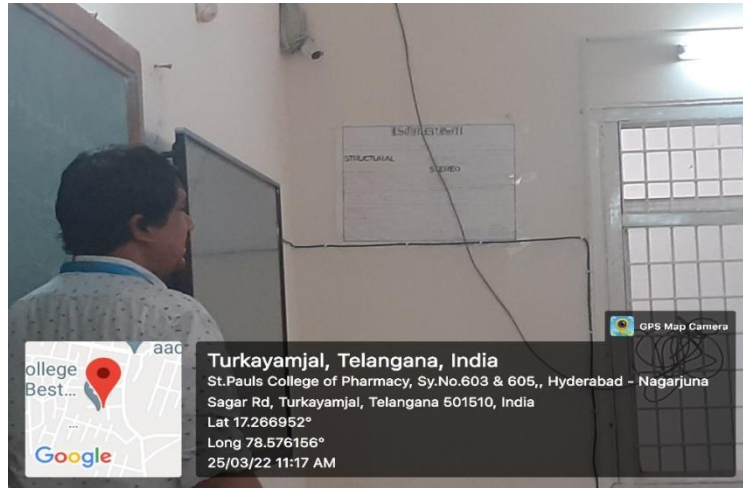 ISOMERISM
STRUCTURAL
STEREO
GPS Map Camera
aac
ollege
Best...
...
Google
Turkayamjal, Telangana, India
St.Pauls College of Pharmacy, Sy.No.603 & 605,, Hyderabad - Nagarjuna
Sagar Rd, Turkayamjal, Telangana 501510, India
Lat 17.266952°
Long 78.576156°
25/03/22 11:17 AM